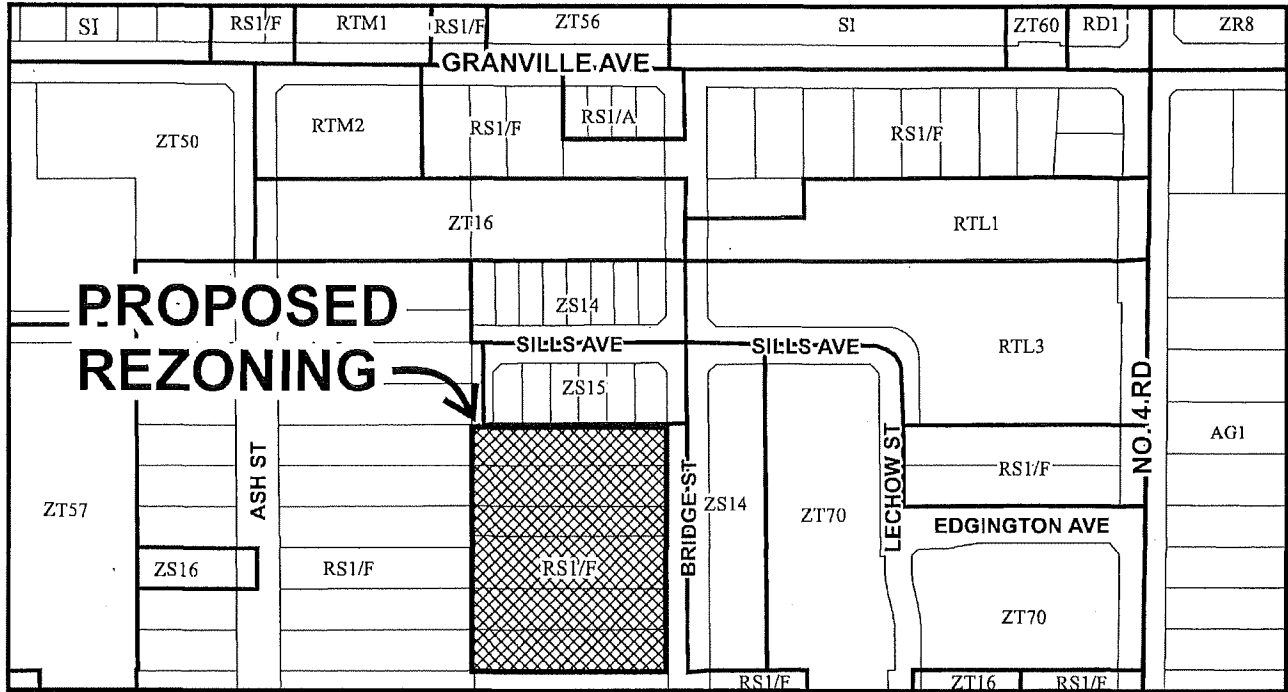 SI RS1/F RTM1 RS1/F ZT56 SI ZT60 RD1 ZR8
GRANVILLE AVE
ZT50 RTM2 RS1/F RS1/A RS1/F
ZT16 RTL1
PROPOSED
REZONING
ZS14
SILLS AVE SILLS AVE RTL3
ZS15
NO. 4 RD
AG1
LECHOW ST
RS1/F
ASH ST
BRIDGE ST
ZT57 ZS14 ZT70
EDGINGTON AVE
ZS16 RS1/F RS1/F
ZT70
RS1/F ZT16 RS1/F